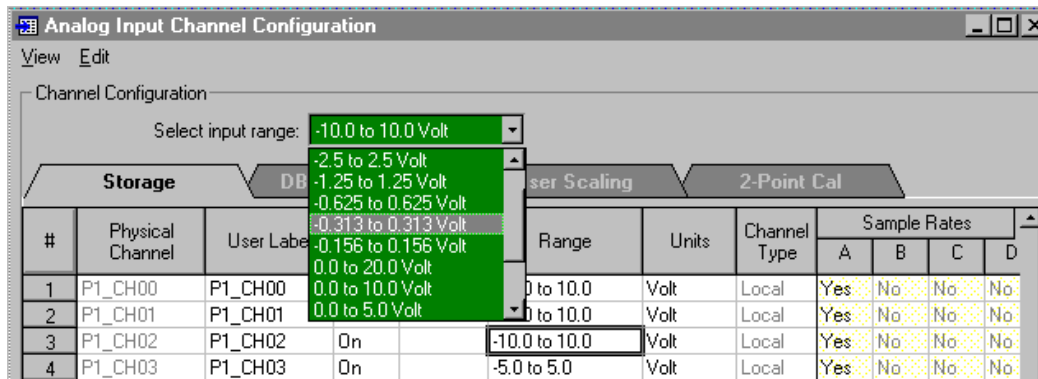 Analog Input Channel Configuration
View Edit
Channel Configuration
Select input range: -10.0 to 10.0 Volt
-2.5 to 2.5 Volt
-1.25 to 1.25 Volt
-0.625 to 0.625 Volt
-0.313 to 0.313 Volt
-0.156 to 0.156 Volt
0.0 to 20.0 Volt
0.0 to 10.0 Volt
0.0 to 5.0 Volt
Storage DB ser Scaling 2-Point Cal
# Physical Channel User Labe Range Units Channel Type Sample Rates A B C D
1 P1_CH00 P1_CH00 0 to 10.0 Volt Local Yes No No No
2 P1_CH01 P1_CH01 0 to 10.0 Volt Local Yes No No No
3 P1_CH02 P1_CH02 On -10.0 to 10.0 Volt Local Yes No No No
4 P1_CH03 P1_CH03 On -5.0 to 5.0 Volt Local Yes No No No